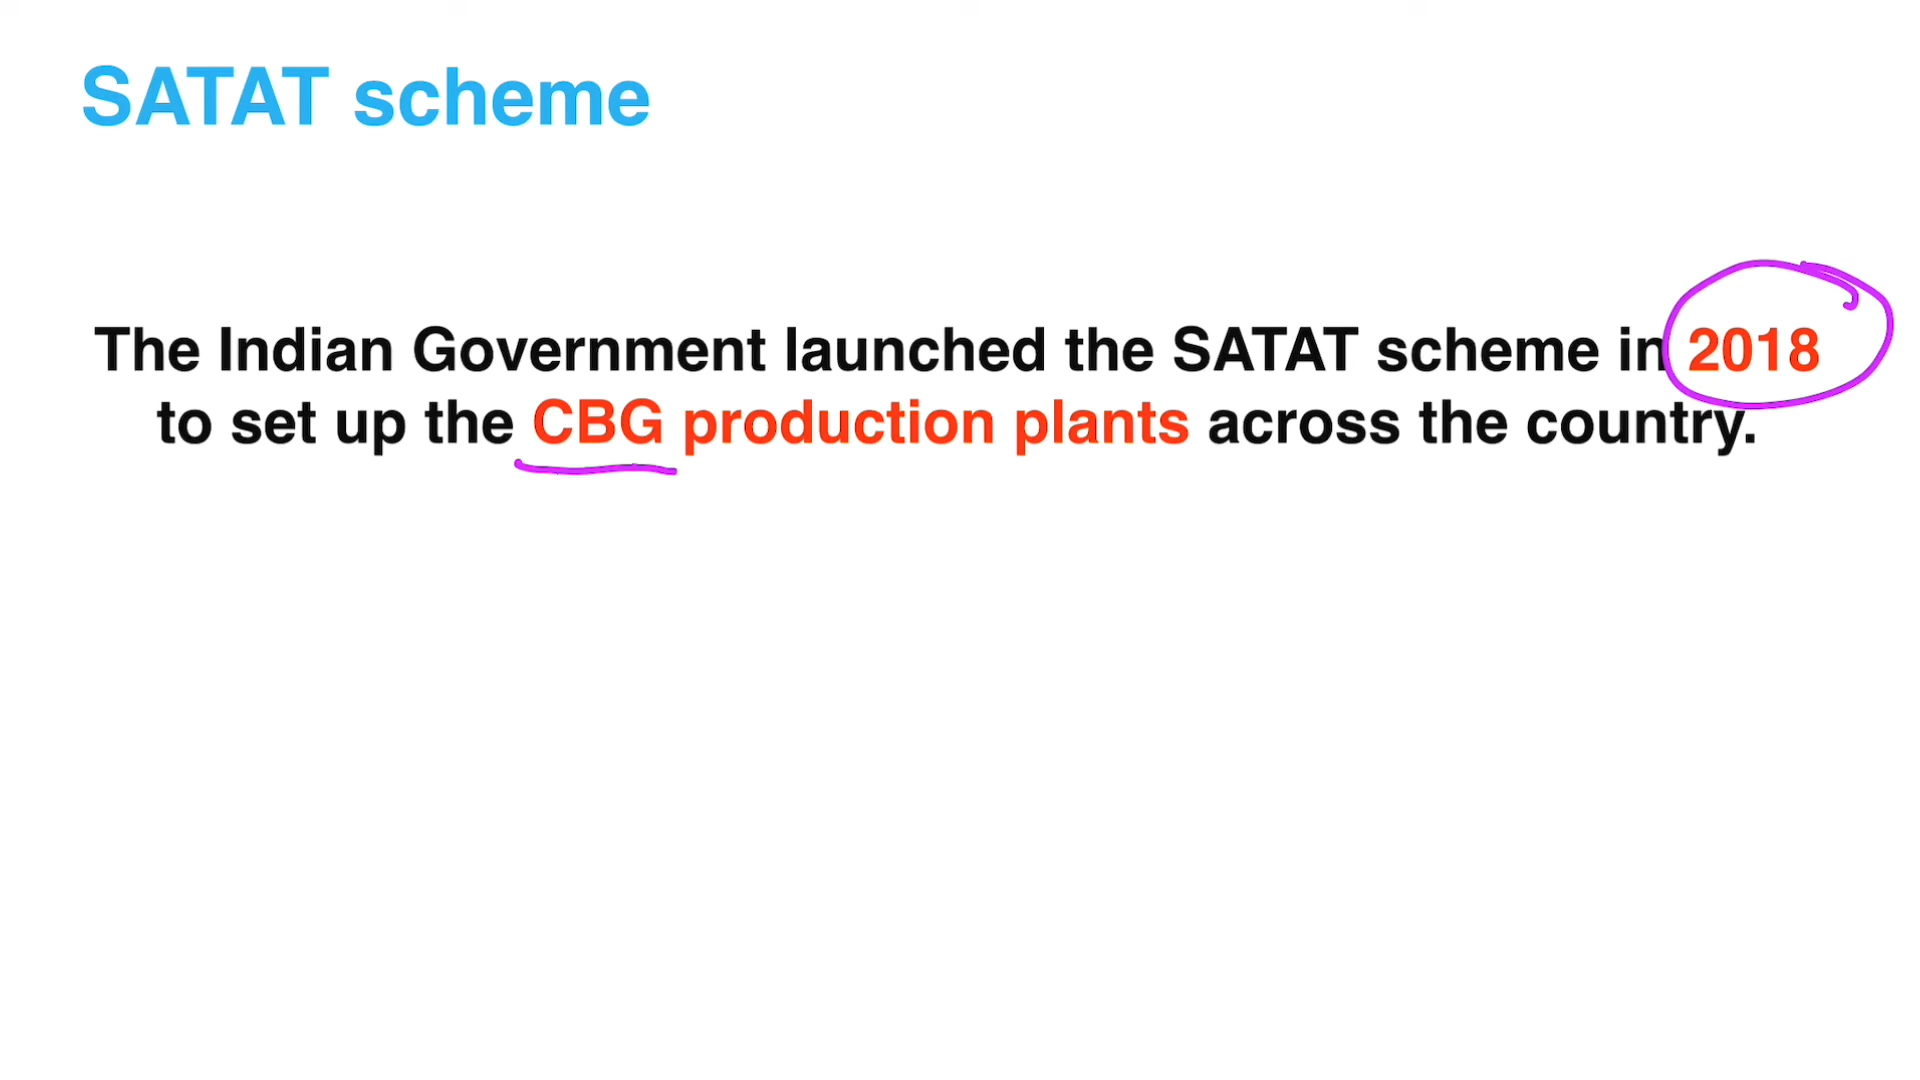 SATAT scheme
The Indian Government launched the SATAT scheme in 2018
to set up the CBG production plants across the country.